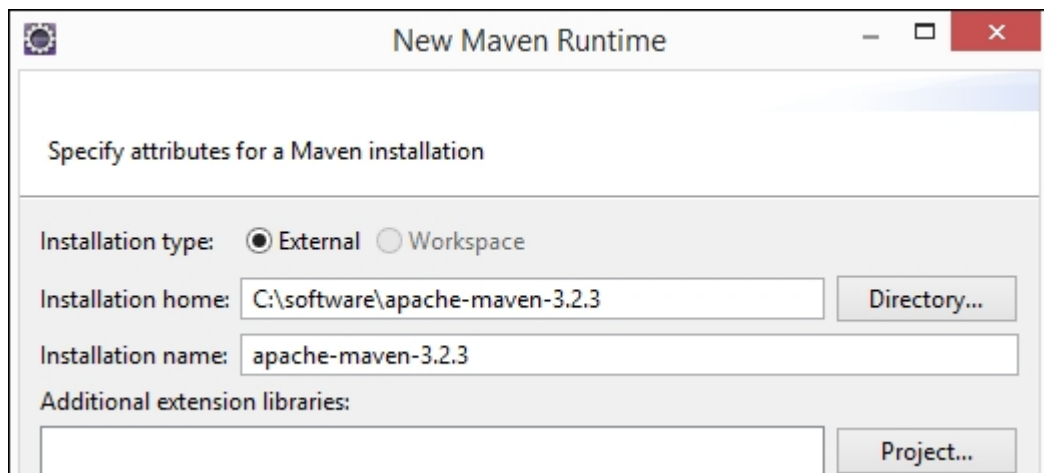 New Maven Runtime
Specify attributes for a Maven installation
Installation type: External Workspace
Installation home: C:\software\apache-maven-3.2.3 Directory...
Installation name: apache-maven-3.2.3
Additional extension libraries:
Project...